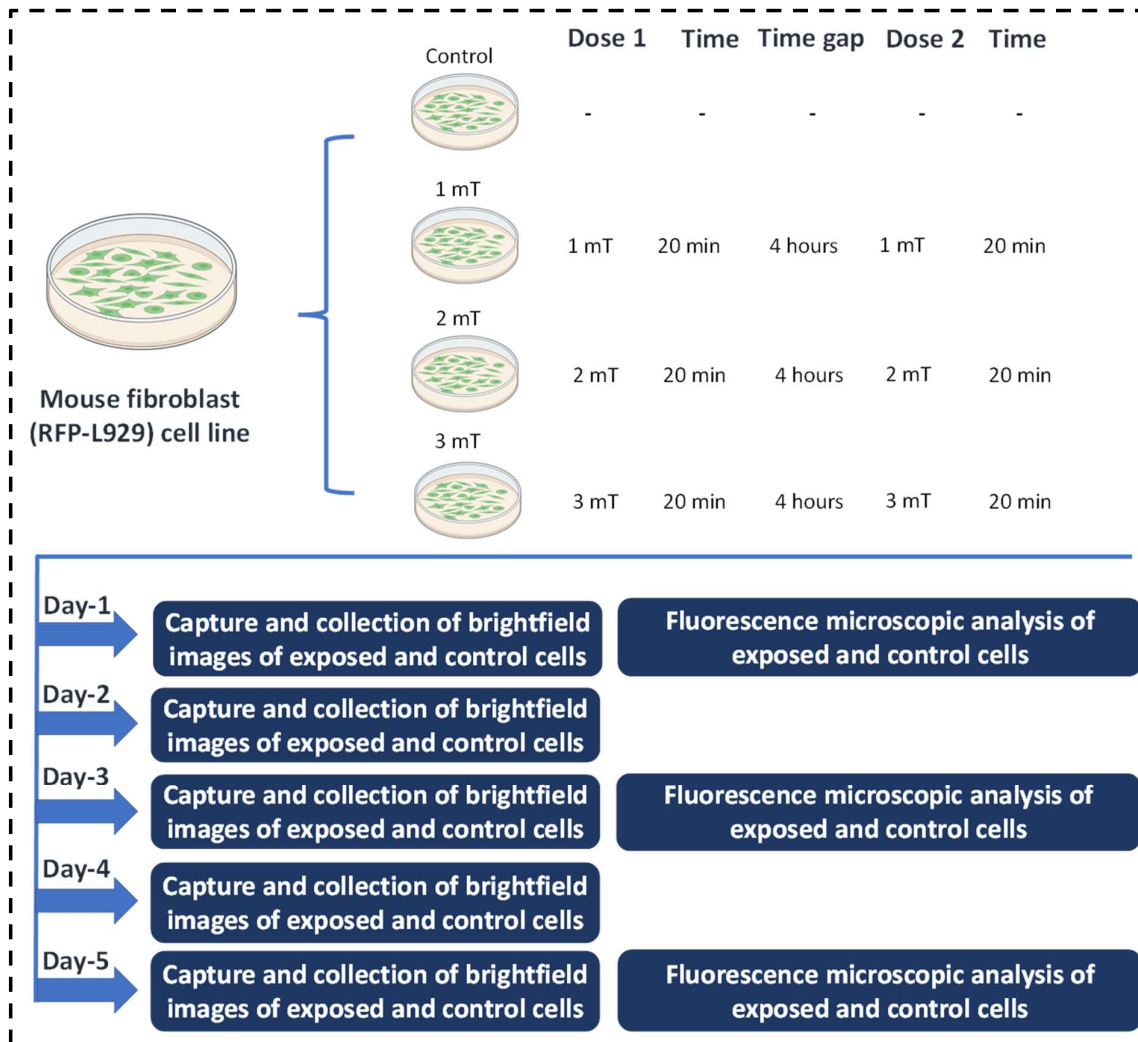 Dose 1 Time Time gap Dose 2 Time
Control
- - - - -
1 mT
1 mT 20 min 4 hours 1 mT 20 min
2 mT
2 mT 20 min 4 hours 2 mT 20 min
3 mT
3 mT 20 min 4 hours 3 mT 20 min
Mouse fibroblast
(RFP-L929) cell line
Day-1
Capture and collection of brightfield
images of exposed and control cells
Fluorescence microscopic analysis of
exposed and control cells
Day-2
Capture and collection of brightfield
images of exposed and control cells
Day-3
Capture and collection of brightfield
images of exposed and control cells
Fluorescence microscopic analysis of
exposed and control cells
Day-4
Capture and collection of brightfield
images of exposed and control cells
Day-5
Capture and collection of brightfield
images of exposed and control cells
Fluorescence microscopic analysis of
exposed and control cells